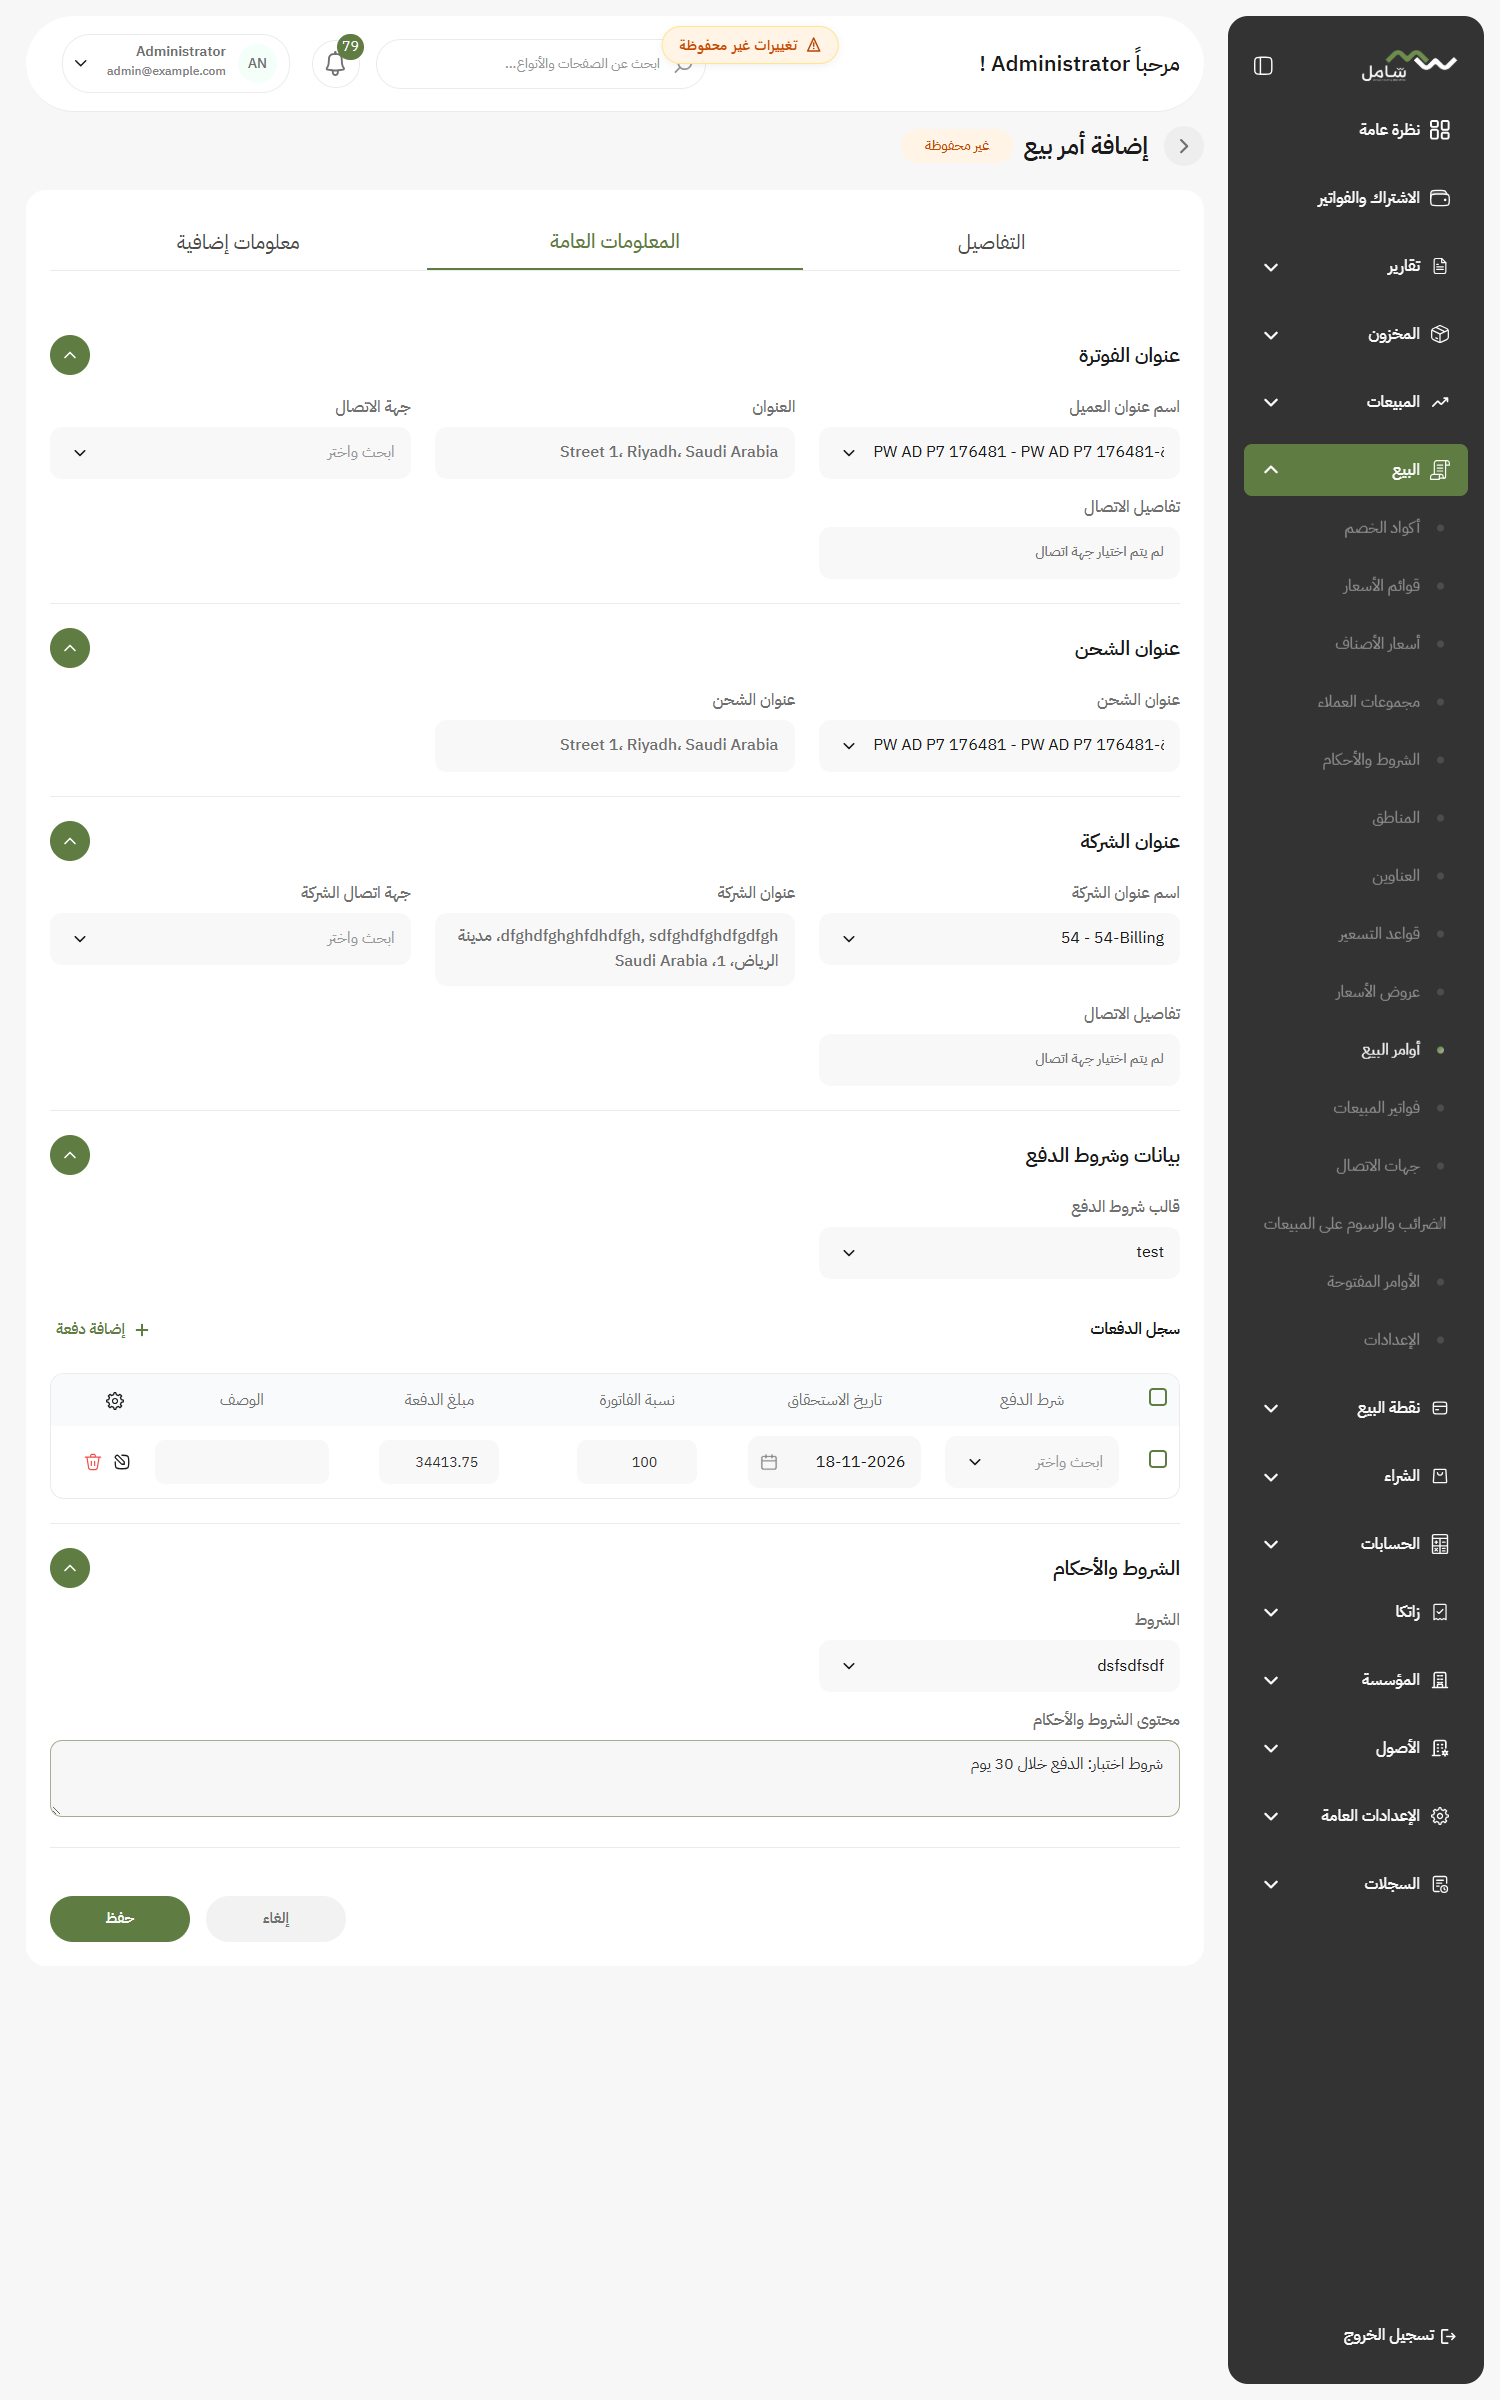 شامل
نظرة عامة
الاشتراك والفواتير
تقارير
المخزون
المبيعات
البيع
أكواد الخصم
قوائم الأسعار
أسعار الأصناف
مجموعات العملاء
الشروط والأحكام
المناطق
العناوين
قواعد التسعير
عروض الأسعار
أوامر البيع
فواتير المبيعات
جهات الاتصال
الضرائب والرسوم على المبيعات
الأوامر المفتوحة
الإعدادات
نقطة البيع
الشراء
الحسابات
زاتكا
المؤسسة
الأصول
الإعدادات العامة
السجلات
تسجيل الخروج
مرحباً Administrator !
تغييرات غير محفوظة
ابحث عن الصفحات والأنواع...
79
AN
Administrator
admin@example.com
إضافة أمر بيع
غير محفوظة
التفاصيل
المعلومات العامة
معلومات إضافية
عنوان الفوترة
اسم عنوان العميل
العنوان
جهة الاتصال
PW AD P7 176481 - PW AD P7 176481-
Street 1، Riyadh، Saudi Arabia
ابحث واختر
تفاصيل الاتصال
لم يتم اختيار جهة اتصال
عنوان الشحن
عنوان الشحن
عنوان الشحن
PW AD P7 176481 - PW AD P7 176481-
Street 1، Riyadh، Saudi Arabia
عنوان الشركة
اسم عنوان الشركة
عنوان الشركة
جهة اتصال الشركة
54 - 54-Billing
dfghdfghghfdhdfgh, sdfghdfghdfgdfgh، مدينة
الرياض، 1، Saudi Arabia
ابحث واختر
تفاصيل الاتصال
لم يتم اختيار جهة اتصال
بيانات وشروط الدفع
قالب شروط الدفع
test
سجل الدفعات
إضافة دفعة
شرط الدفع
تاريخ الاستحقاق
نسبة الفاتورة
مبلغ الدفعة
الوصف
ابحث واختر
18-11-2026
100
34413.75
الشروط والأحكام
الشروط
dsfsdfsdf
محتوى الشروط والأحكام
شروط اختبار: الدفع خلال 30 يوم
إلغاء
حفظ